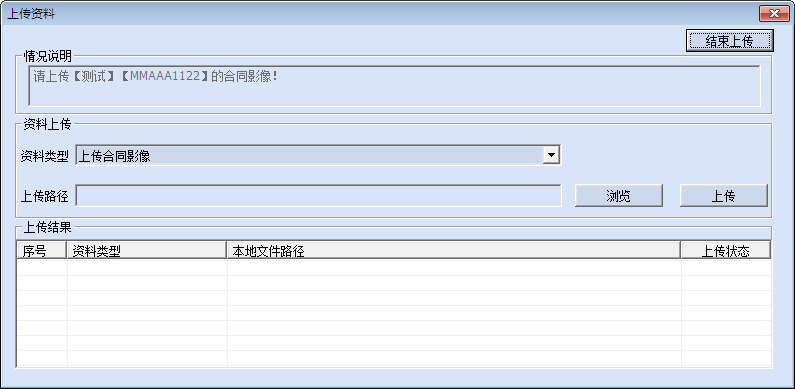 上传资料
结束上传
情况说明
请上传【测试】【MMAAA1122】的合同影像!
资料上传
资料类型 上传合同影像
上传路径 浏览 上传
上传结果
序号 资料类型 本地文件路径 上传状态